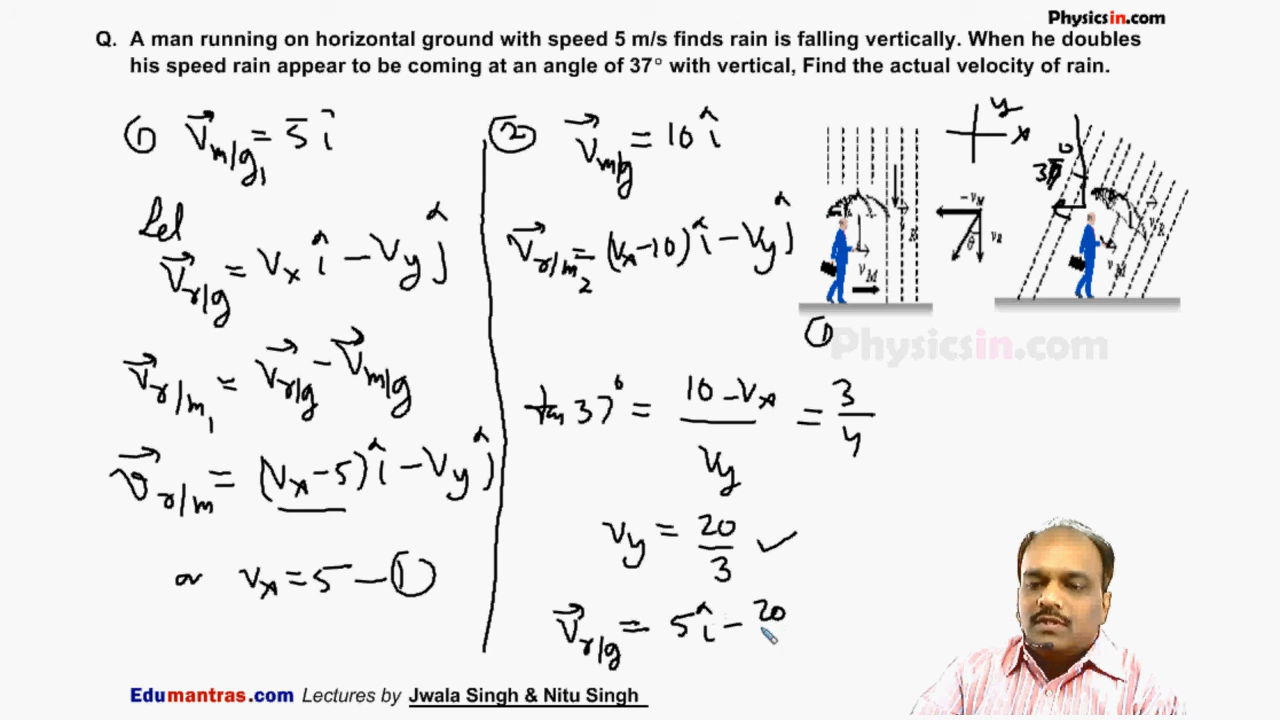 Physicsin.com
Q. A man running on horizontal ground with speed 5 m/s finds rain is falling vertically. When he doubles
his speed rain appear to be coming at an angle of 37° with vertical, Find the actual velocity of rain.
① V⃗m/g₁ = 5î
Let
V⃗r/g = Vx î − Vy ĵ
V⃗r/m₁ = V⃗r/g − V⃗m/g
V⃗r/m = (Vx − 5)î − Vy ĵ
or Vx = 5 − ①
② V⃗m/g = 10 î
V⃗r/m₂ = (Vx − 10)î − Vy ĵ
tan 37° = (10 − Vx)/Vy = 3/4
Vy = 20/3 ✓
V⃗r/g = 5î − 20
y
x
37
−vM
θ
vR
vM
①
vR
vM
Physicsin.com
Edumantras.com Lectures by Jwala Singh & Nitu Singh